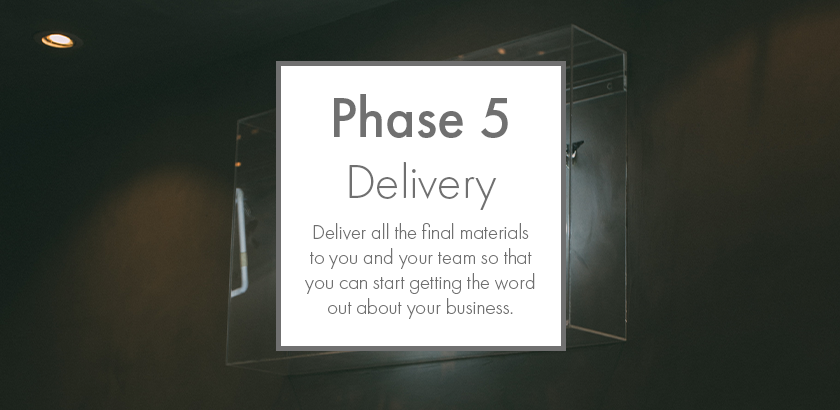 Phase 5
Delivery
Deliver all the final materials
to you and your team so that
you can start getting the word
out about your business.